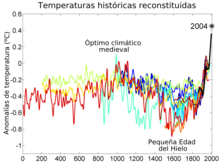 Temperaturas históricas reconstituidas
0.6
0.4
0.2
0
-0.2
-0.4
-0.6
-0.8
-1
Anomalías de temperatura (°C)
2004
Óptimo climático
medieval
Pequeña Edad
del Hielo
0 200 400 600 800 1000 1200 1400 1600 1800